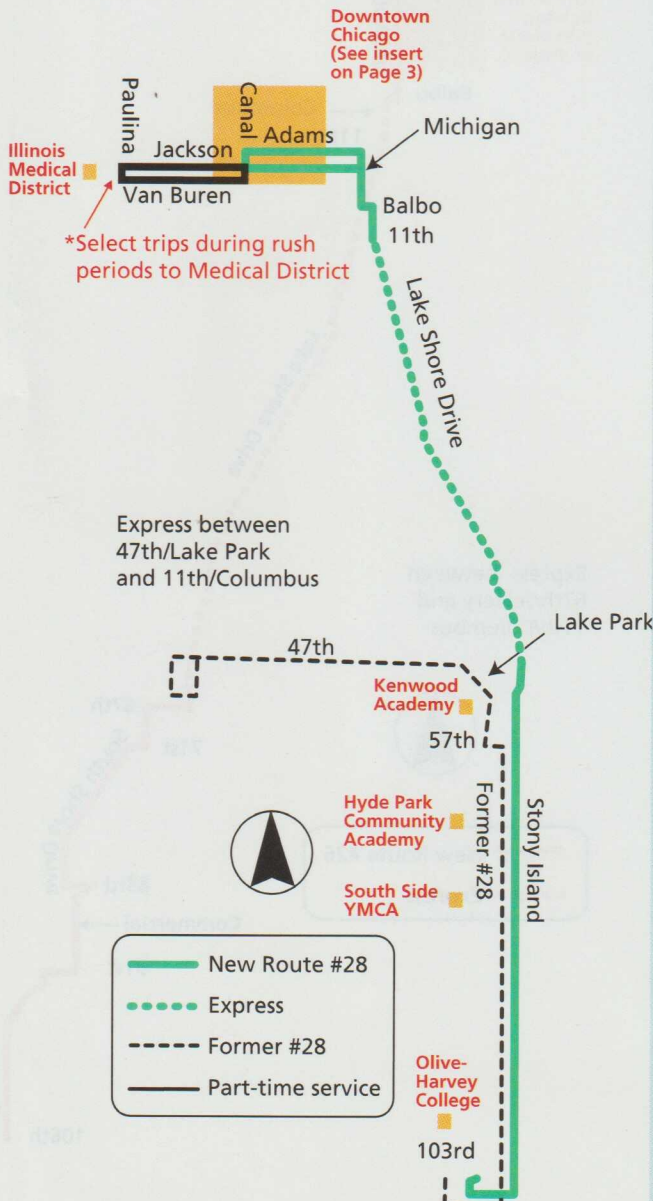 Downtown
Chicago
(See insert
on Page 3)
Paulina
Canal
Adams
Michigan
Jackson
Illinois
Medical
District
Van Buren
Balbo
11th
*Select trips during rush
periods to Medical District
Lake Shore Drive
Express between
47th/Lake Park
and 11th/Columbus
Lake Park
47th
Kenwood
Academy
57th
Hyde Park
Community
Academy
Former #28
Stony Island
South Side
YMCA
New Route #28
Express
Former #28
Part-time service
Olive-
Harvey
College
103rd